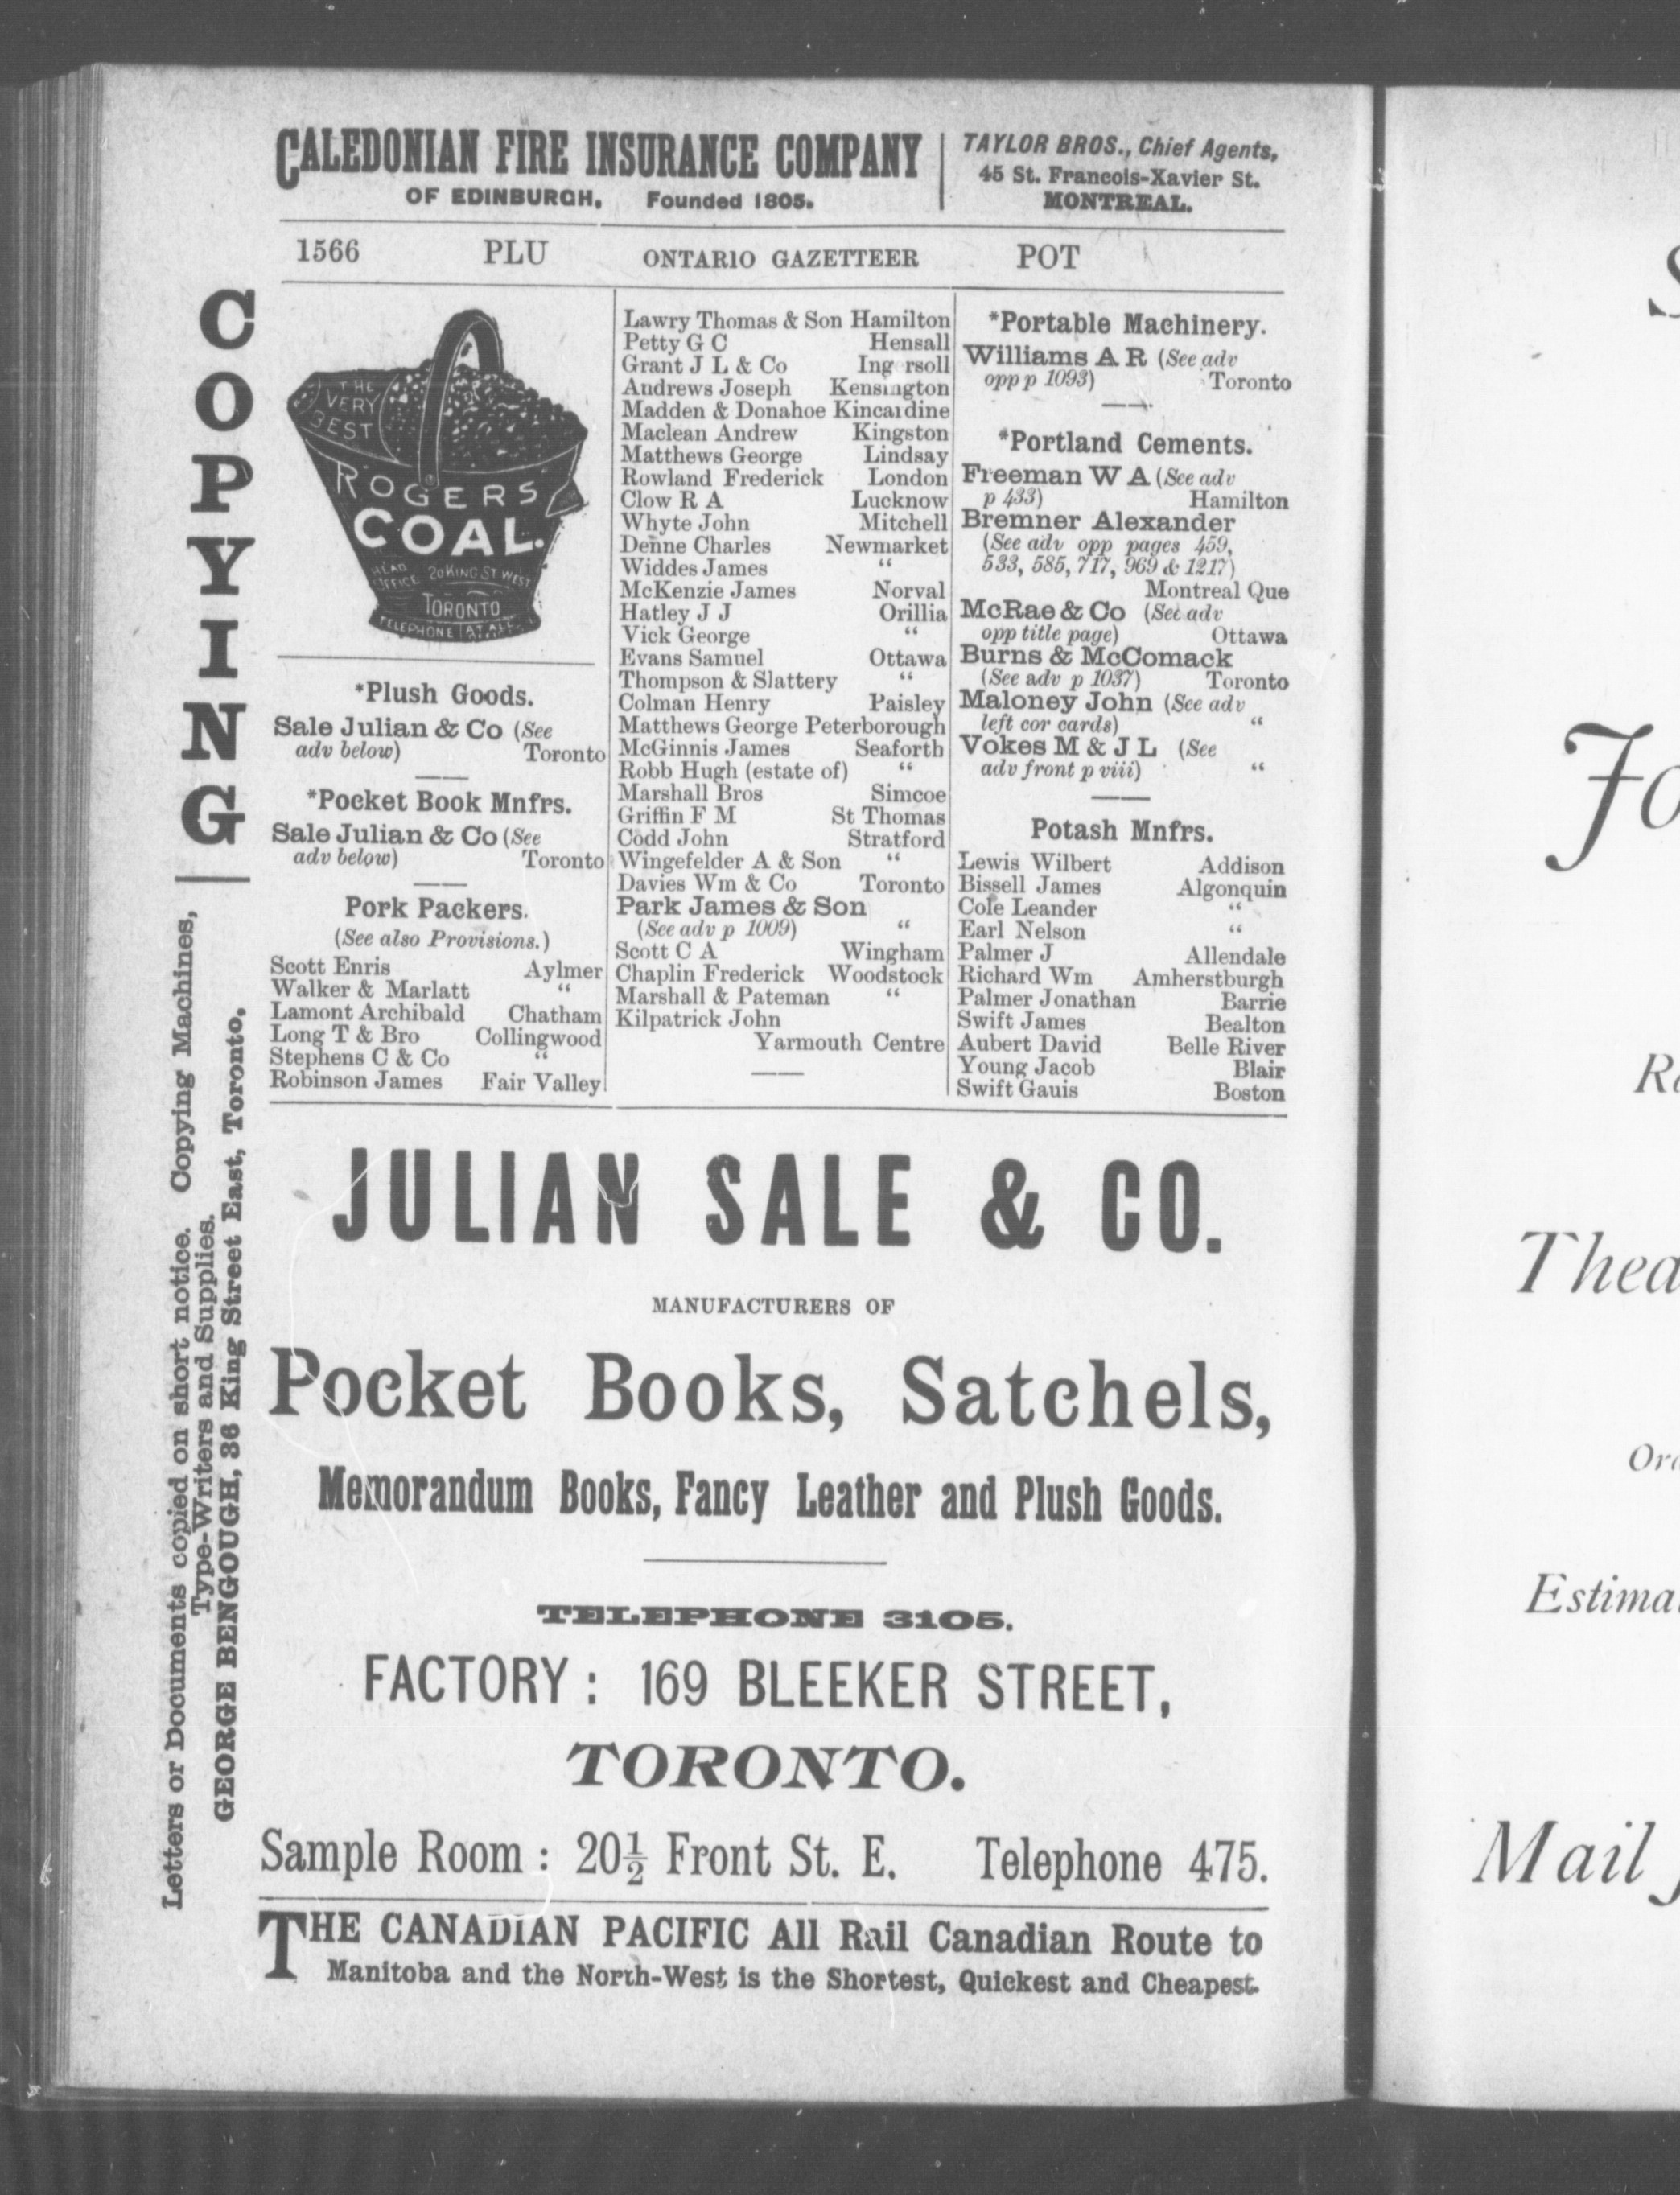 CALEDONIAN FIRE INSURANCE COMPANY
OF EDINBURGH, Founded 1805.
TAYLOR BROS., Chief Agents,
45 St. Francois-Xavier St.
MONTREAL.
1566 PLU ONTARIO GAZETTEER POT
COPYING
Letters or Documents copied on short notice. Copying Machines,
Type-Writers and Supplies.
GEORGE BENGOUGH, 36 King Street East, Toronto.
THE
VERY
BEST
ROGERS
COAL.
HEAD OFFICE 20 KING ST WEST
TORONTO
TELEPHONE AT ALL
*Plush Goods.
Sale Julian & Co (See
adv below) Toronto
*Pocket Book Mnfrs.
Sale Julian & Co (See
adv below) Toronto
Pork Packers.
(See also Provisions.)
Scott Enris Aylmer
Walker & Marlatt "
Lamont Archibald Chatham
Long T & Bro Collingwood
Stephens C & Co "
Robinson James Fair Valley
Lawry Thomas & Son Hamilton
Petty G C Hensall
Grant J L & Co Ing rsoll
Andrews Joseph Kensington
Madden & Donahoe Kincardine
Maclean Andrew Kingston
Matthews George Lindsay
Rowland Frederick London
Clow R A Lucknow
Whyte John Mitchell
Denne Charles Newmarket
Widdes James "
McKenzie James Norval
Hatley J J Orillia
Vick George "
Evans Samuel Ottawa
Thompson & Slattery "
Colman Henry Paisley
Matthews George Peterborough
McGinnis James Seaforth
Robb Hugh (estate of) "
Marshall Bros Simcoe
Griffin F M St Thomas
Codd John Stratford
Wingefelder A & Son "
Davies Wm & Co Toronto
Park James & Son
(See adv p 1009) "
Scott C A Wingham
Chaplin Frederick Woodstock
Marshall & Pateman "
Kilpatrick John
Yarmouth Centre
*Portable Machinery.
Williams A R (See adv
opp p 1093) Toronto
*Portland Cements.
Freeman W A (See adv
p 433) Hamilton
Bremner Alexander
(See adv opp pages 459,
533, 585, 717, 969 & 1217)
Montreal Que
McRae & Co (See adv
opp title page) Ottawa
Burns & McComack
(See adv p 1037) Toronto
Maloney John (See adv
left cor cards) "
Vokes M & J L (See
adv front p viii) "
Potash Mnfrs.
Lewis Wilbert Addison
Bissell James Algonquin
Cole Leander "
Earl Nelson "
Palmer J Allendale
Richard Wm Amherstburgh
Palmer Jonathan Barrie
Swift James Bealton
Aubert David Belle River
Young Jacob Blair
Swift Gauis Boston
JULIAN SALE & CO.
MANUFACTURERS OF
Pocket Books, Satchels,
Memorandum Books, Fancy Leather and Plush Goods.
TELEPHONE 3105.
FACTORY: 169 BLEEKER STREET,
TORONTO.
Sample Room: 20½ Front St. E. Telephone 475.
THE CANADIAN PACIFIC All Rail Canadian Route to
Manitoba and the North-West is the Shortest, Quickest and Cheapest.
Estima
Mail